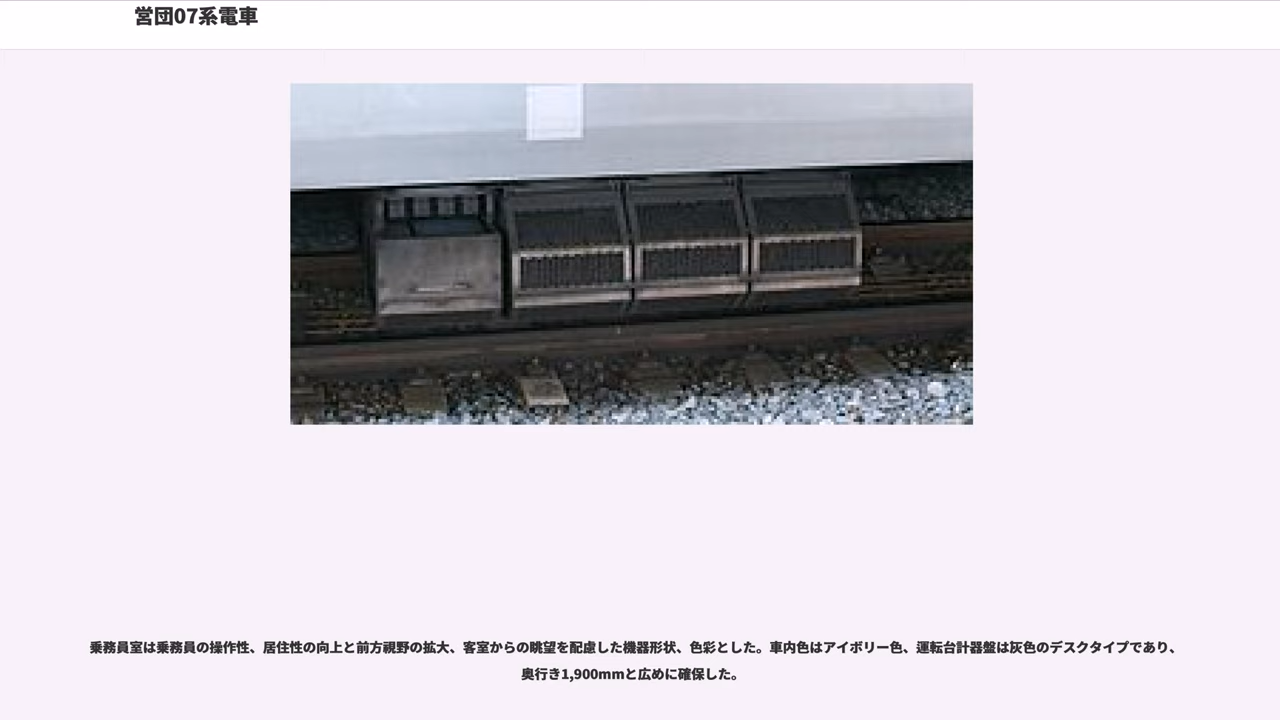 営団07系電車
乗務員室は乗務員の操作性、居住性の向上と前方視野の拡大、客室からの眺望を配慮した機器形状、色彩とした。車内色はアイボリー色、運転台計器盤は灰色のデスクタイプであり、
奥行き1,900mmと広めに確保した。